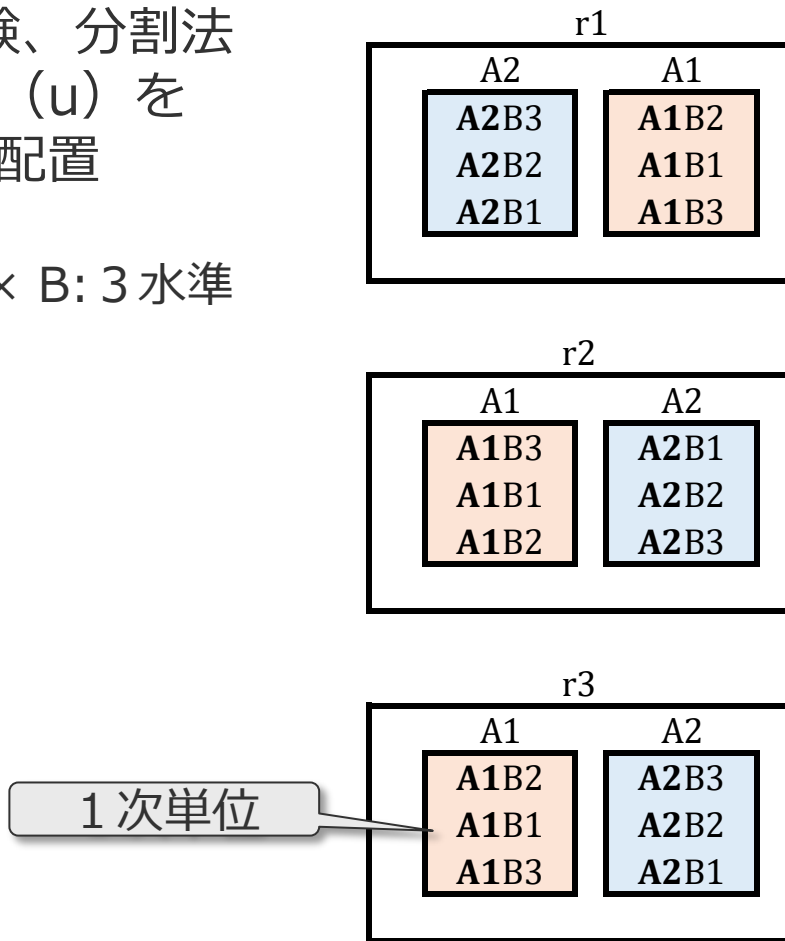 験、分割法
（u）を
配置
× B: 3 水準
r1
A2 A1
A2B3 A1B2
A2B2 A1B1
A2B1 A1B3
r2
A1 A2
A1B3 A2B1
A1B1 A2B2
A1B2 A2B3
r3
A1 A2
A1B2 A2B3
１次単位
A1B1 A2B2
A1B3 A2B1